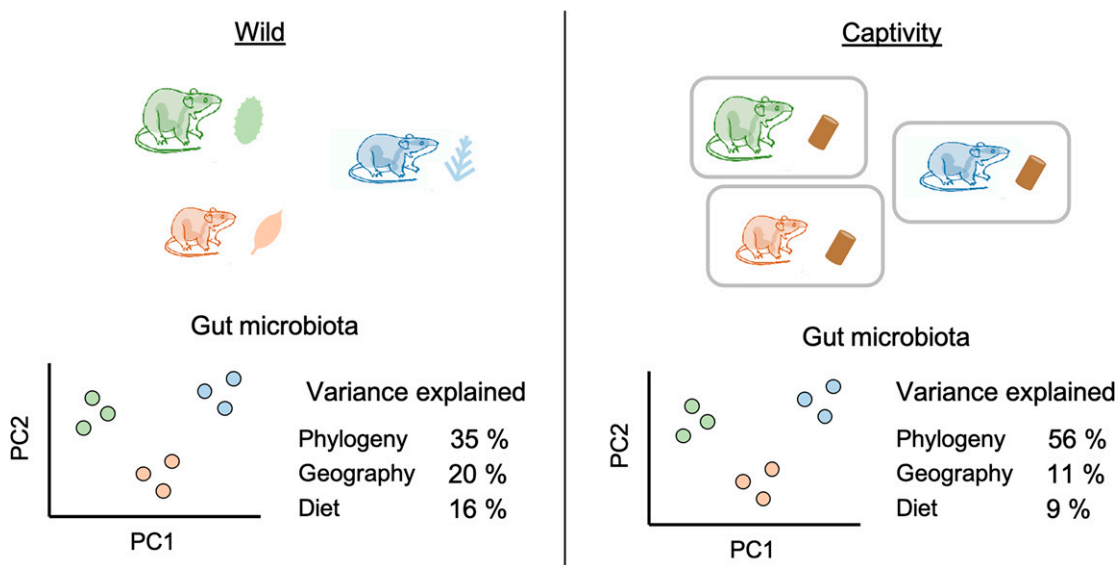 Wild
Gut microbiota
PC2
PC1
Variance explained
Phylogeny 35 %
Geography 20 %
Diet 16 %
Captivity
Gut microbiota
PC2
PC1
Variance explained
Phylogeny 56 %
Geography 11 %
Diet 9 %